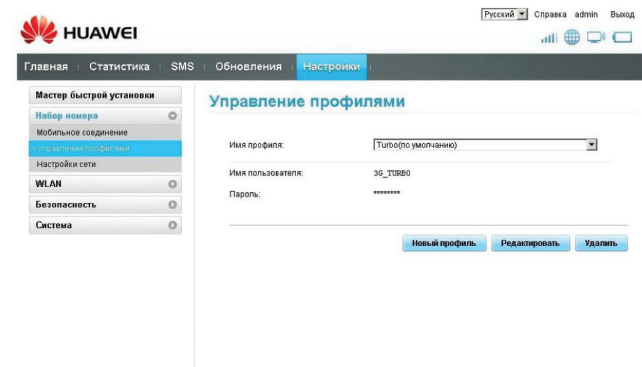 Русский Справка admin Выход
HUAWEI
Главная Статистика SMS Обновления Настройки
Мастер быстрой установки
Набор номера
Мобильное соединение
Управление профилями
Настройки сети
WLAN
Безопасность
Система
Управление профилями
Имя профиля: Turbo(по умолчанию)
Имя пользователя: 3G_TURBO
Пароль: ********
Новый профиль Редактировать Удалить